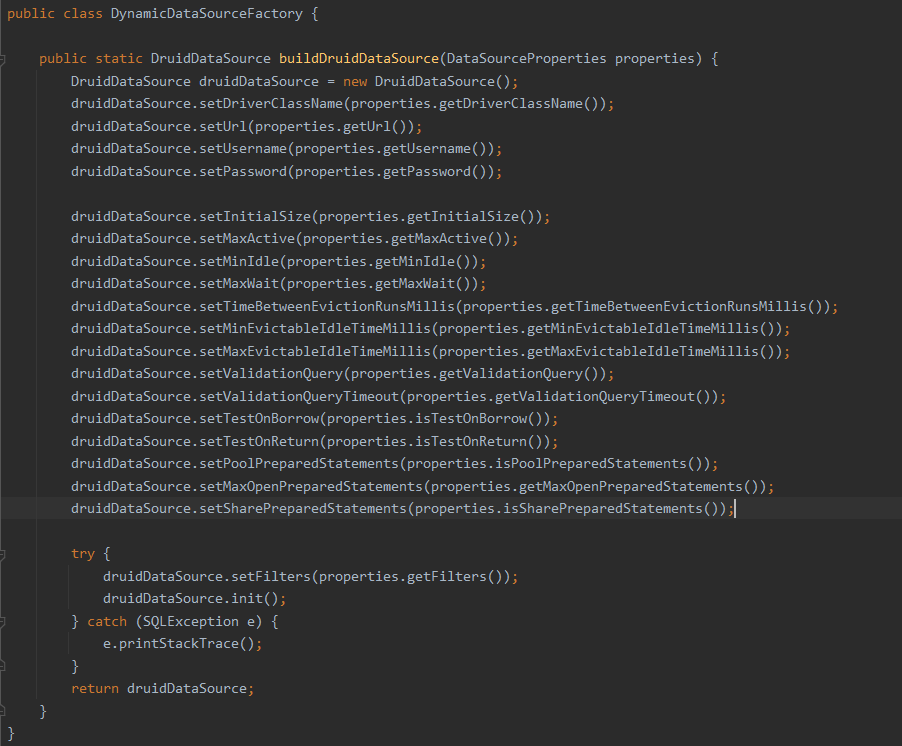 public class DynamicDataSourceFactory {
public static DruidDataSource buildDruidDataSource(DataSourceProperties properties) {
DruidDataSource druidDataSource = new DruidDataSource();
druidDataSource.setDriverClassName(properties.getDriverClassName());
druidDataSource.setUrl(properties.getUrl());
druidDataSource.setUsername(properties.getUsername());
druidDataSource.setPassword(properties.getPassword());
druidDataSource.setInitialSize(properties.getInitialSize());
druidDataSource.setMaxActive(properties.getMaxActive());
druidDataSource.setMinIdle(properties.getMinIdle());
druidDataSource.setMaxWait(properties.getMaxWait());
druidDataSource.setTimeBetweenEvictionRunsMillis(properties.getTimeBetweenEvictionRunsMillis());
druidDataSource.setMinEvictableIdleTimeMillis(properties.getMinEvictableIdleTimeMillis());
druidDataSource.setMaxEvictableIdleTimeMillis(properties.getMaxEvictableIdleTimeMillis());
druidDataSource.setValidationQuery(properties.getValidationQuery());
druidDataSource.setValidationQueryTimeout(properties.getValidationQueryTimeout());
druidDataSource.setTestOnBorrow(properties.isTestOnBorrow());
druidDataSource.setTestOnReturn(properties.isTestOnReturn());
druidDataSource.setPoolPreparedStatements(properties.isPoolPreparedStatements());
druidDataSource.setMaxOpenPreparedStatements(properties.getMaxOpenPreparedStatements());
druidDataSource.setSharePreparedStatements(properties.isSharePreparedStatements());
try {
druidDataSource.setFilters(properties.getFilters());
druidDataSource.init();
} catch (SQLException e) {
e.printStackTrace();
}
return druidDataSource;
}
}